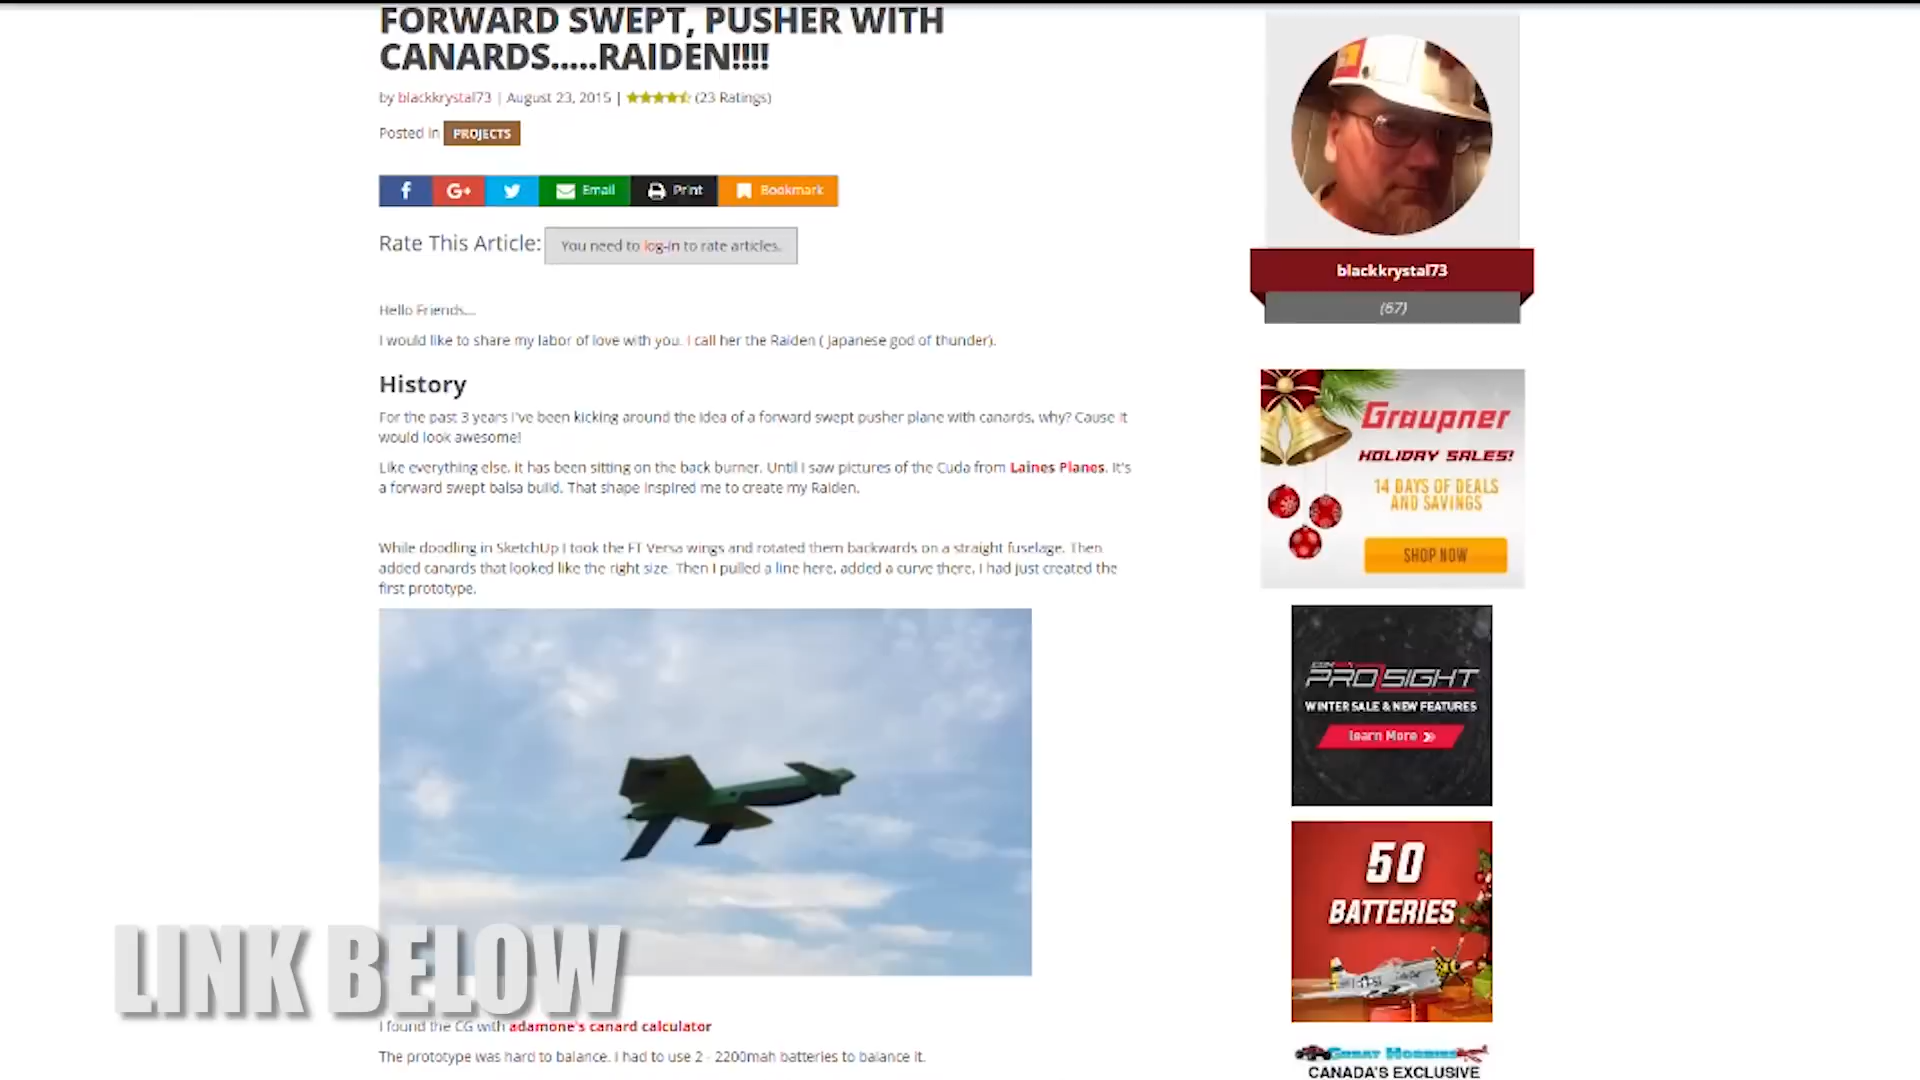 FORWARD SWEPT, PUSHER WITH
CANARDS.....RAIDEN!!!!
by blackkrystal73 | August 23, 2015 | (23 Ratings)
Posted in PROJECTS
f G+ Email Print Bookmark
Rate This Article: You need to log-in to rate articles.
Hello Friends...
I would like to share my labor of love with you. I call her the Raiden ( Japanese god of thunder).
History
For the past 3 years I've been kicking around the idea of a forward swept pusher plane with canards, why? Cause it
would look awesome!
Like everything else, it has been sitting on the back burner. Until I saw pictures of the Cuda from Laines Planes. It's
a forward swept balsa build. That shape inspired me to create my Raiden.
While doodling in SketchUp I took the FT Versa wings and rotated them backwards on a straight fuselage. Then
added canards that looked like the right size. Then I pulled a line here, added a curve there, I had just created the
first prototype.
LINK BELOW
I found the CG with adamone's canard calculator
The prototype was hard to balance. I had to use 2 - 2200mah batteries to balance it.
blackkrystal73
(67)
Graupner
HOLIDAY SALES!
14 DAYS OF DEALS
AND SAVINGS
SHOP NOW
PROSIGHT
WINTER SALE & NEW FEATURES
learn More »
50
BATTERIES
GREAT HOBBIES
CANADA'S EXCLUSIVE